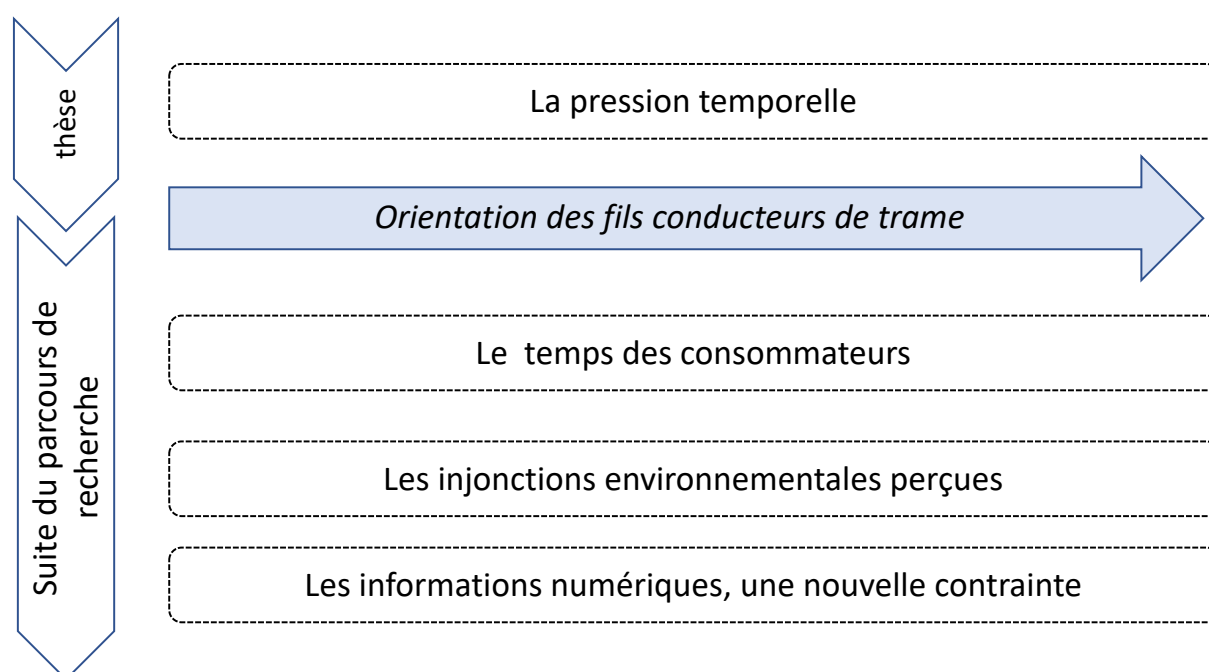 thèse
La pression temporelle
Orientation des fils conducteurs de trame
Suite du parcours de
recherche
Le  temps des consommateurs
Les injonctions environnementales perçues
Les informations numériques, une nouvelle contrainte